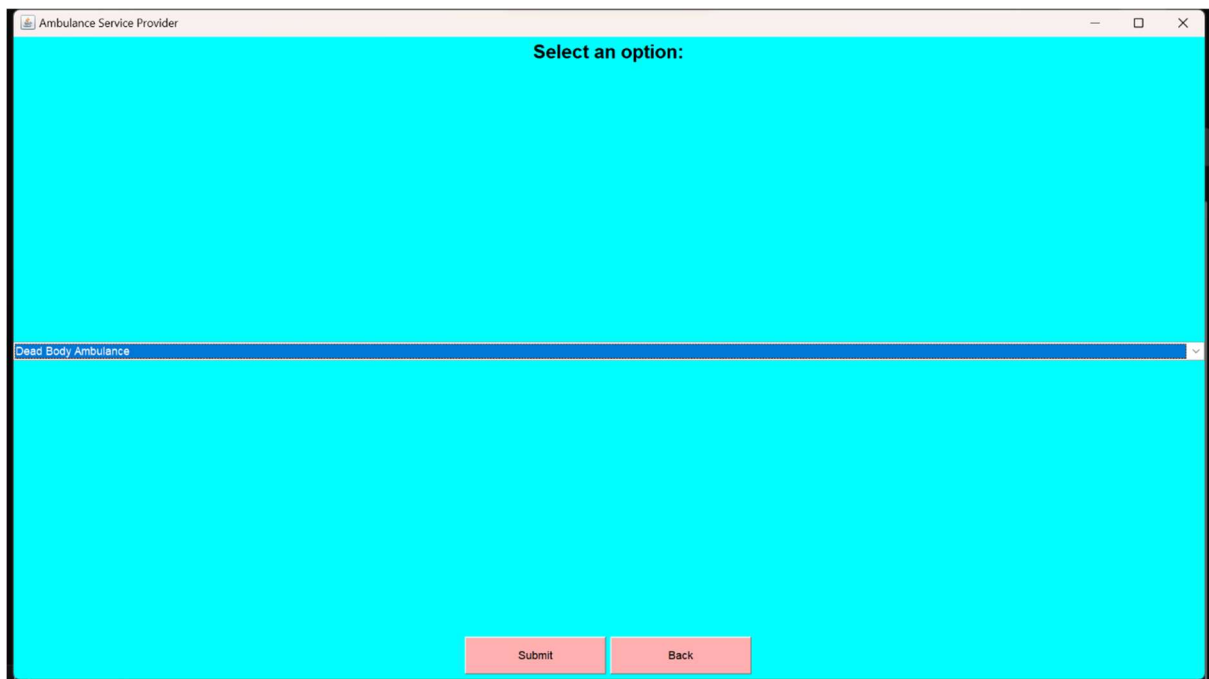 Ambulance Service Provider
Select an option:
Dead Body Ambulance
Submit
Back